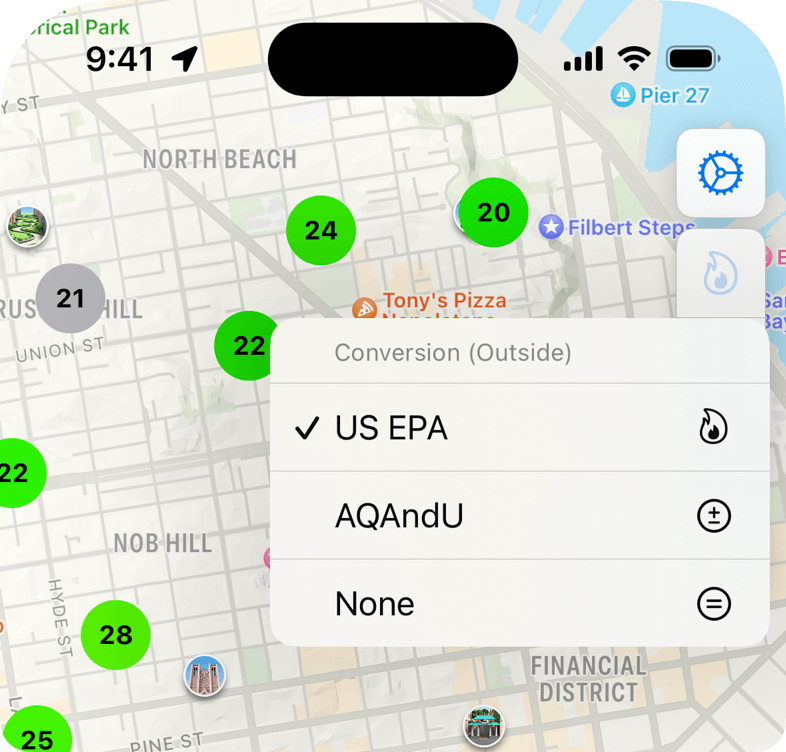 rical Park
9:41
Y ST
Pier 27
NORTH BEACH
24
20
Filbert Steps
21
RUS HILL
Tony's Pizza
Napoletana
UNION ST
22
Conversion (Outside)
US EPA
22
AQAndU
NOB HILL
None
HYDE ST
28
FINANCIAL
DISTRICT
25
PINE ST